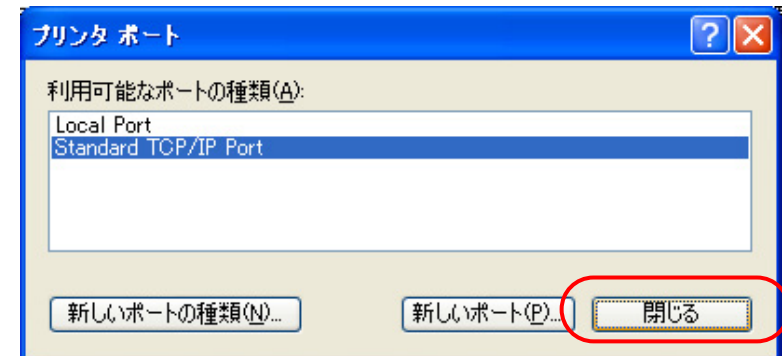 プリンタ ポート
利用可能なポートの種類(A):
Local Port
Standard TCP/IP Port
新しいポートの種類(N)...
新しいポート(P)...
閉じる